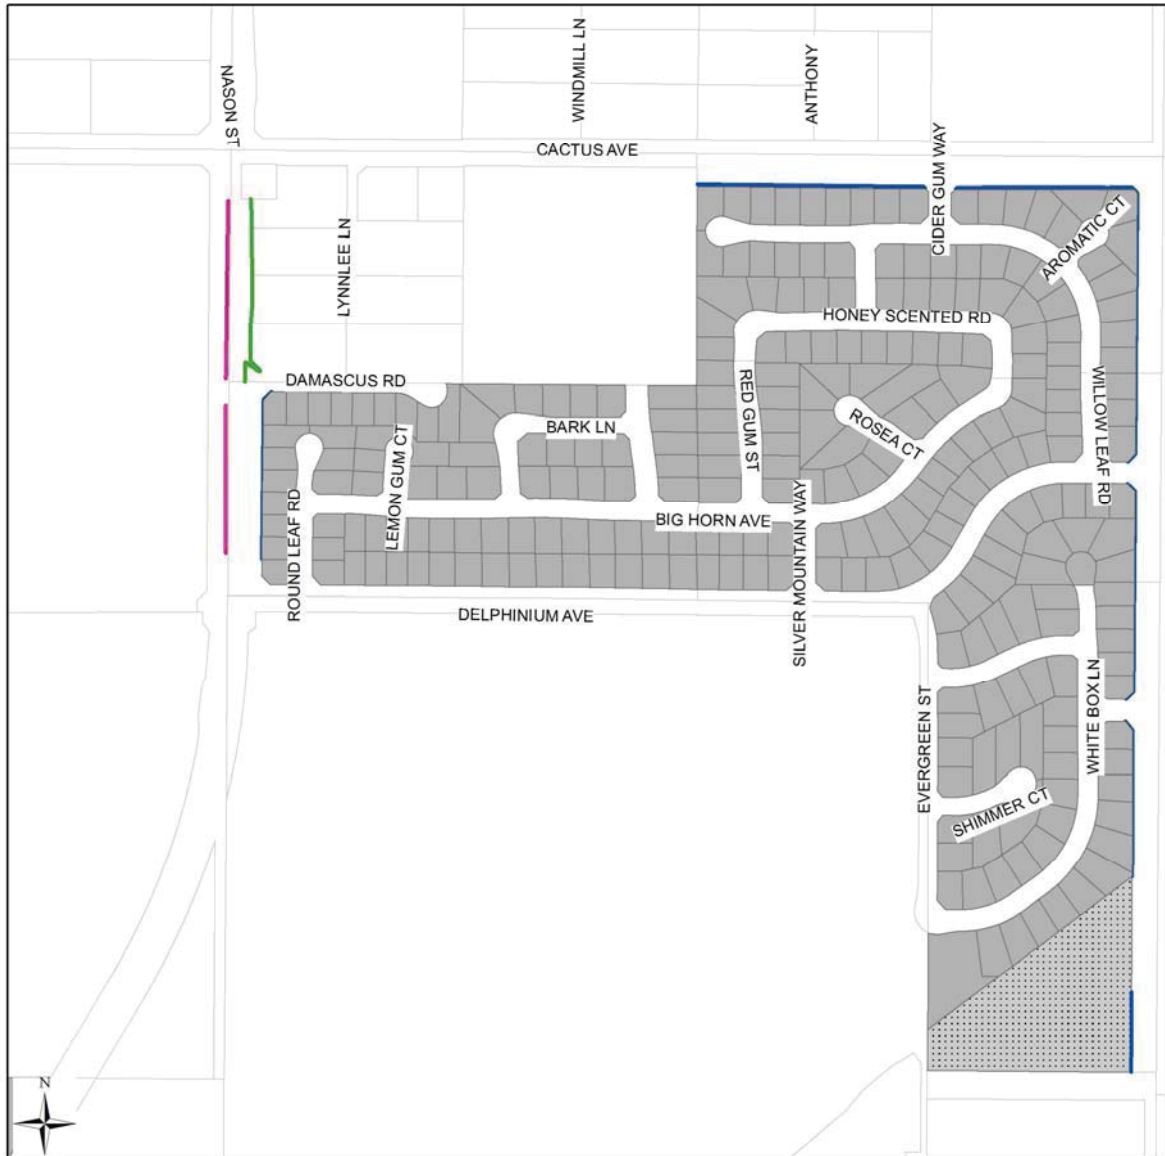 WINDMILL LN
ANTHONY
NASON ST
CACTUS AVE
CIDER GUM WAY
AROMATIC CT
LYNNLEE LN
HONEY SCENTED RD
DAMASCUS RD
RED GUM ST
WILLOW LEAF RD
BARK LN
ROSEA CT
LEMON GUM CT
ROUND LEAF RD
BIG HORN AVE
SILVER MOUNTAIN WAY
DELPHINIUM AVE
EVERGREEN ST
WHITE BOX LN
SHIMMER CT
N